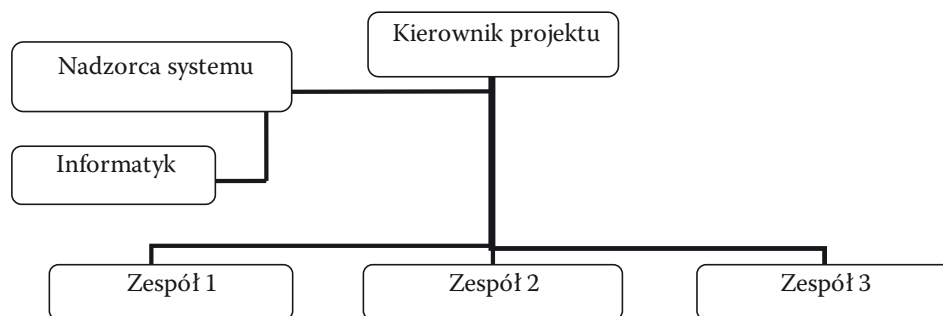 Kierownik projektu
Nadzorca systemu
Informatyk
Zespół 1
Zespół 2
Zespół 3